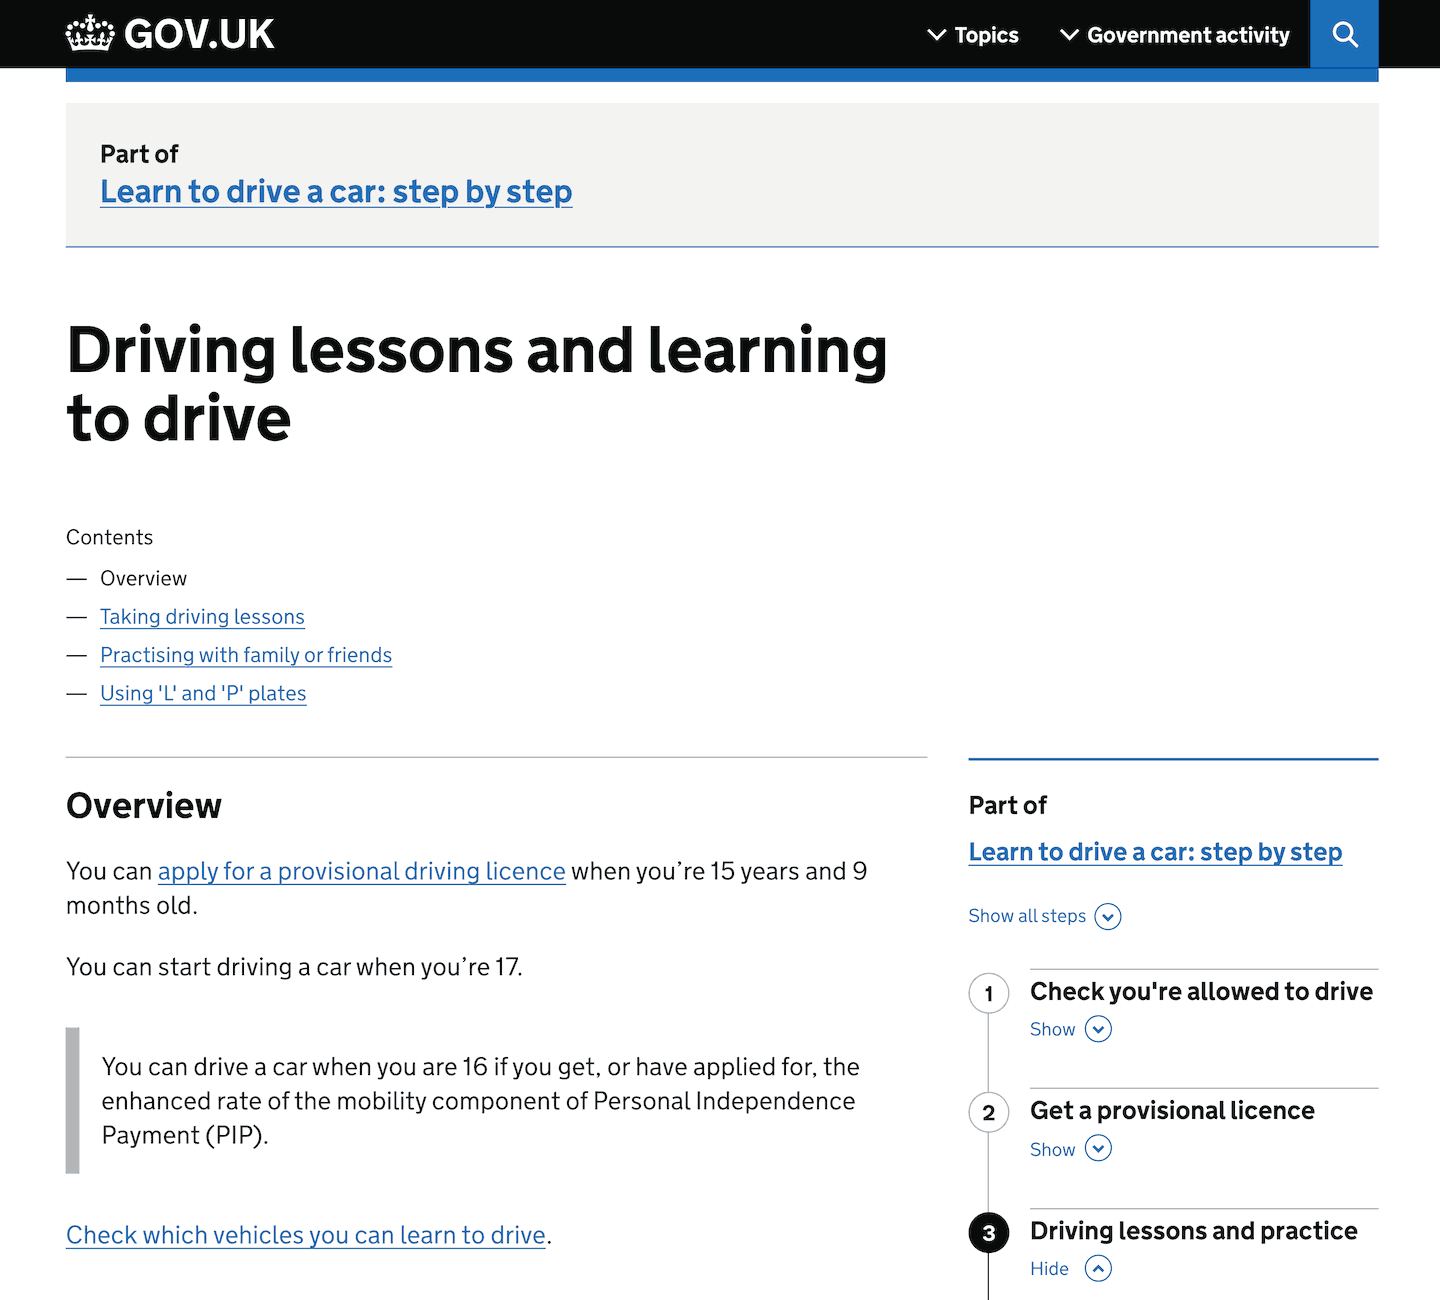 GOV.UK
Topics
Government activity
Part of
Learn to drive a car: step by step
Driving lessons and learning
to drive
Contents
— Overview
— Taking driving lessons
— Practising with family or friends
— Using 'L' and 'P' plates
Overview
You can apply for a provisional driving licence when you’re 15 years and 9
months old.
You can start driving a car when you’re 17.
You can drive a car when you are 16 if you get, or have applied for, the
enhanced rate of the mobility component of Personal Independence
Payment (PIP).
Check which vehicles you can learn to drive.
Part of
Learn to drive a car: step by step
Show all steps
1 Check you're allowed to drive
Show
2 Get a provisional licence
Show
3 Driving lessons and practice
Hide